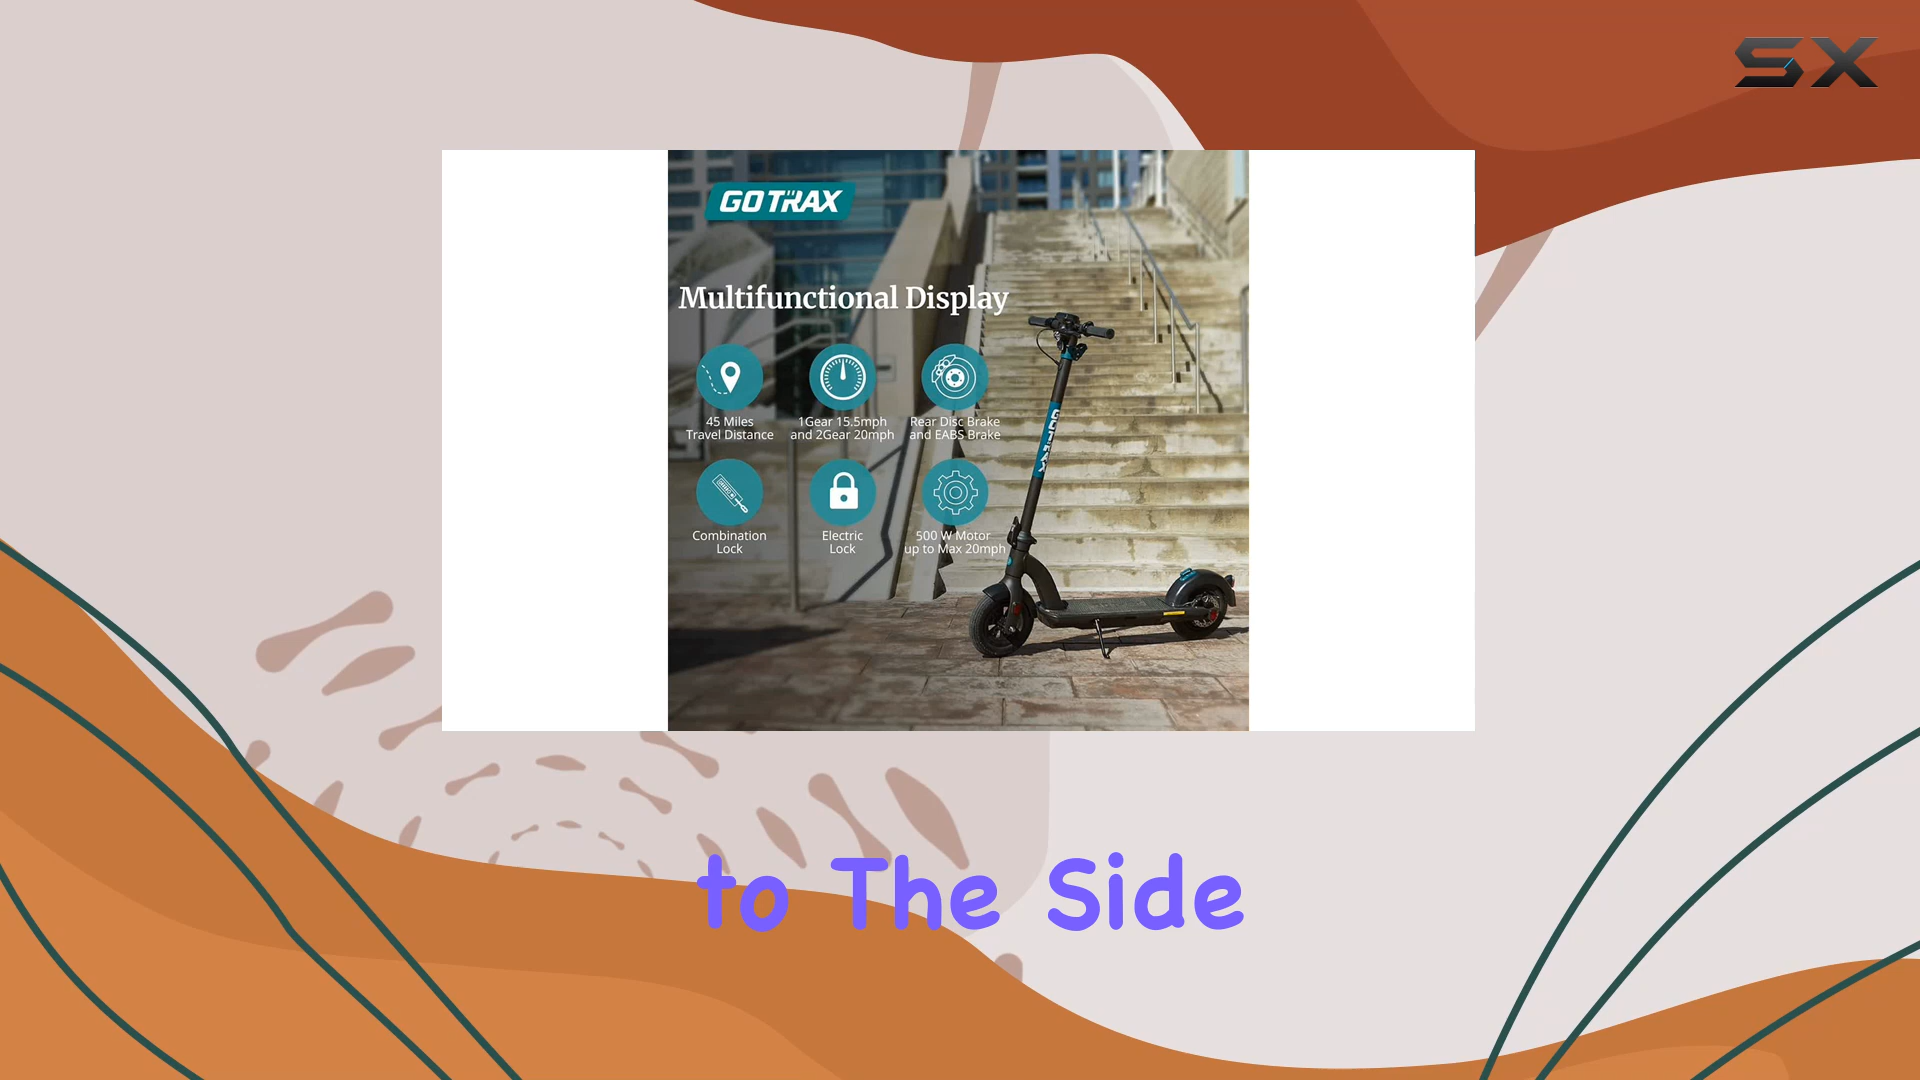 SX
GOTRAX
Multifunctional Display
45 Miles
Travel Distance
1Gear 15.5mph
and 2Gear 20mph
Rear Disc Brake
and EABS Brake
Combination
Lock
Electric
Lock
500 W Motor
up to Max 20mph
GOTRAX
to The Side